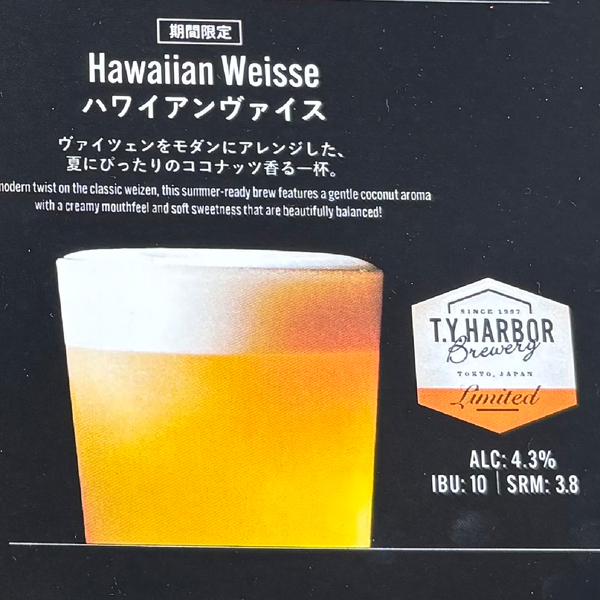 期間限定
Hawaiian Weisse
ハワイアンヴァイス
ヴァイツェンをモダンにアレンジした、
夏にぴったりのココナッツ香る一杯。
modern twist on the classic weizen, this summer-ready brew features a gentle coconut aroma
with a creamy mouthfeel and soft sweetness that are beautifully balanced!
SINCE 1997
T.Y.HARBOR
Brewery
TOKYO, JAPAN
Limited
ALC: 4.3%
IBU: 10 | SRM: 3.8